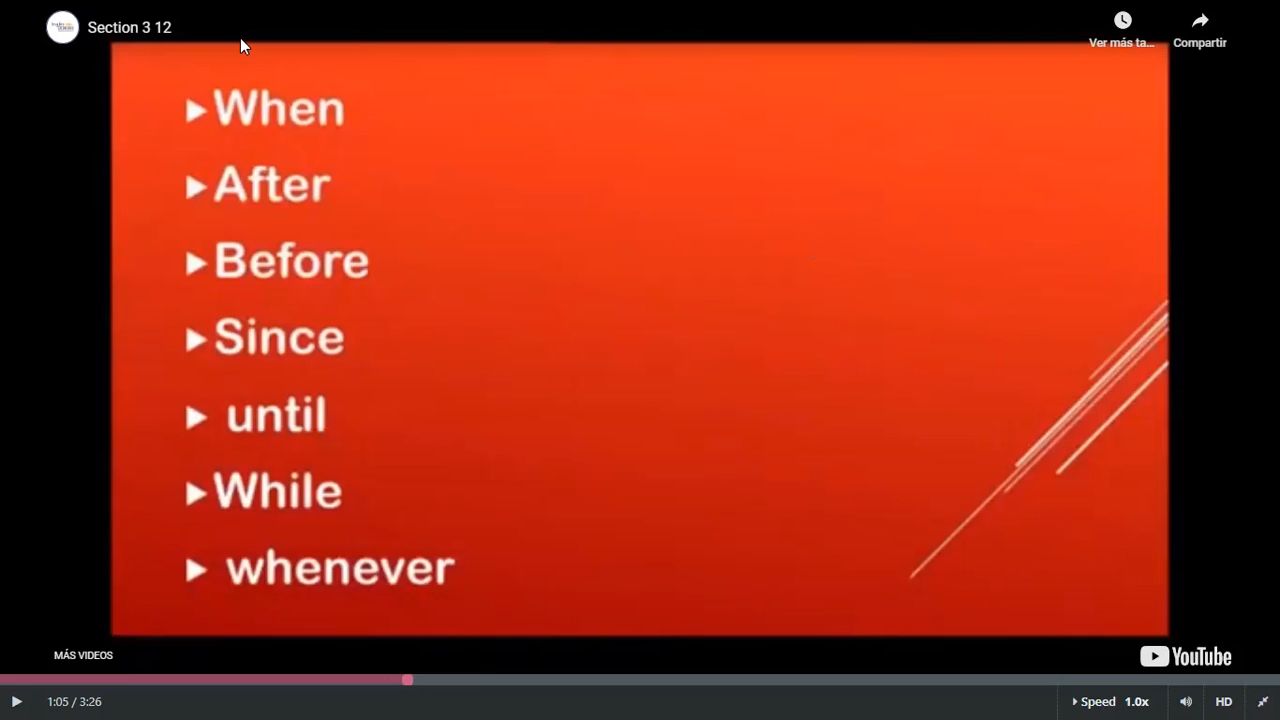 Section 3 12
Ver más ta...
Compartir
When
After
Before
Since
until
While
whenever
MÁS VIDEOS
YouTube
1:05 / 3:26
Speed 1.0x
HD